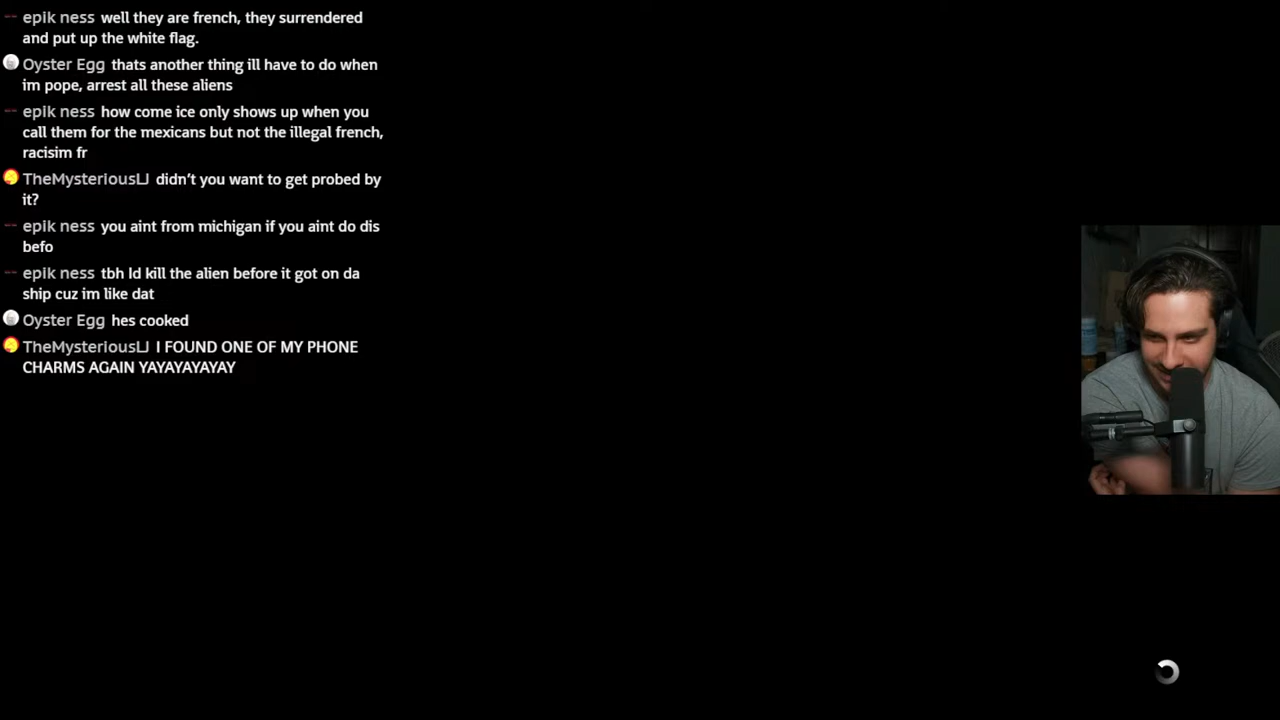 epik ness well they are french, they surrendered
and put up the white flag.
Oyster Egg thats another thing ill have to do when
im pope, arrest all these aliens
epik ness how come ice only shows up when you
call them for the mexicans but not the illegal french,
racisim fr
TheMysteriousLJ didn't you want to get probed by
it?
epik ness you aint from michigan if you aint do dis
befo
epik ness tbh Id kill the alien before it got on da
ship cuz im like dat
Oyster Egg hes cooked
TheMysteriousLJ I FOUND ONE OF MY PHONE
CHARMS AGAIN YAYAYAYAYAY